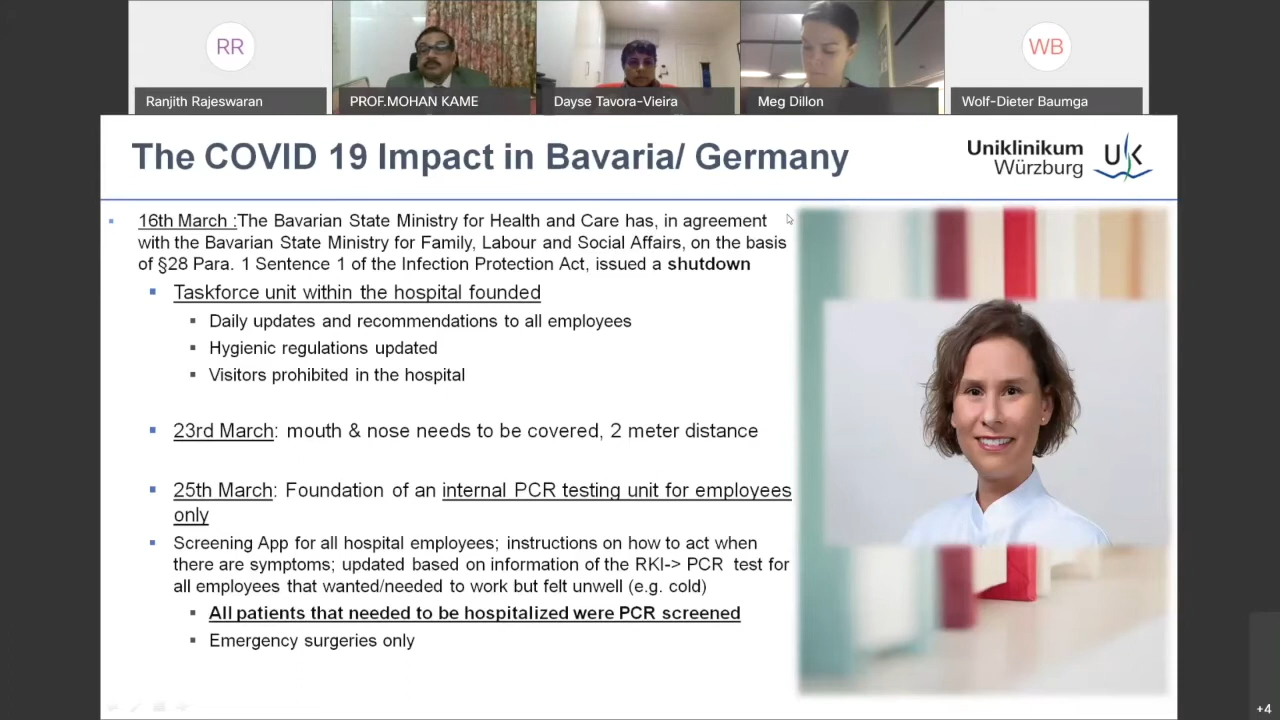 RR
WB
Ranjith Rajeswaran
PROF.MOHAN KAME
Dayse Tavora-Vieira
Meg Dillon
Wolf-Dieter Baumga
The COVID 19 Impact in Bavaria/ Germany
Uniklinikum
Würzburg
UK
16th March :The Bavarian State Ministry for Health and Care has, in agreement
with the Bavarian State Ministry for Family, Labour and Social Affairs, on the basis
of §28 Para. 1 Sentence 1 of the Infection Protection Act, issued a shutdown
Taskforce unit within the hospital founded
Daily updates and recommendations to all employees
Hygienic regulations updated
Visitors prohibited in the hospital
23rd March: mouth & nose needs to be covered, 2 meter distance
25th March: Foundation of an internal PCR testing unit for employees
only
Screening App for all hospital employees; instructions on how to act when
there are symptoms; updated based on information of the RKI-> PCR test for
all employees that wanted/needed to work but felt unwell (e.g. cold)
All patients that needed to be hospitalized were PCR screened
Emergency surgeries only
+4